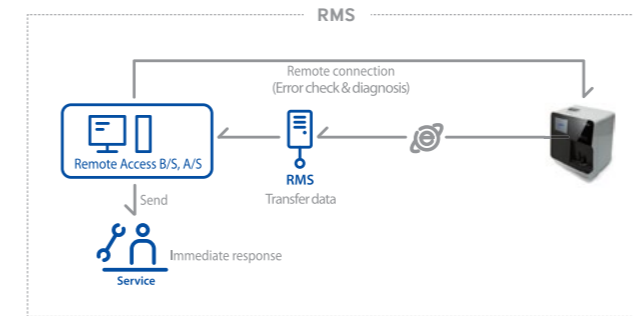 RMS
Remote connection
(Error check & diagnosis)
Remote Access B/S, A/S
RMS
Transfer data
Send
Immediate response
Service